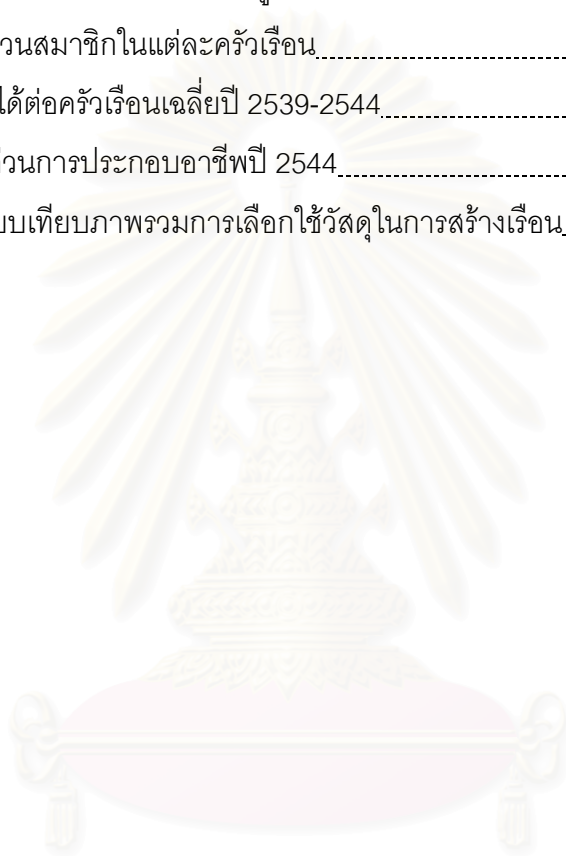 วนสมาชิกในแต่ละครัวเรือน
ได้ต่อครัวเรือนเฉลี่ยปี 2539-2544
่วนการประกอบอาชีพปี 2544
บเทียบภาพรวมการเลือกใช้วัสดุในการสร้างเรือน